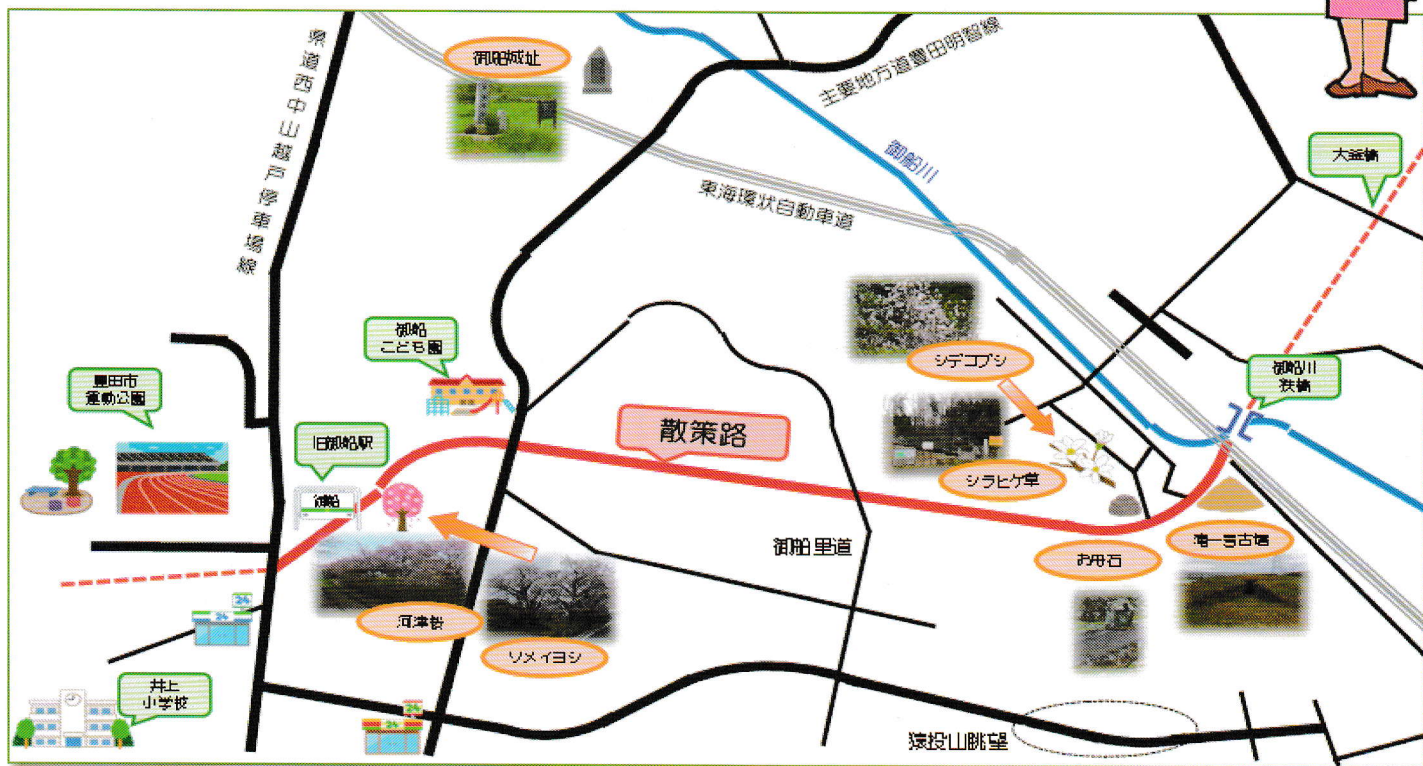 御船城址
主要地方道豊田明智線
県道西中山越戸停車場線
御船川
大釜橋
東海環状自動車道
御船
こども園
シデコブシ
御船川
鉄橋
豊田市
運動公園
旧御船駅
散策路
シラヒゲ草
御船
御船里道
お母石
滝一号古墳
河津桜
ソメイヨシ
24
24
井上
小学校
24
24
猿投山眺望